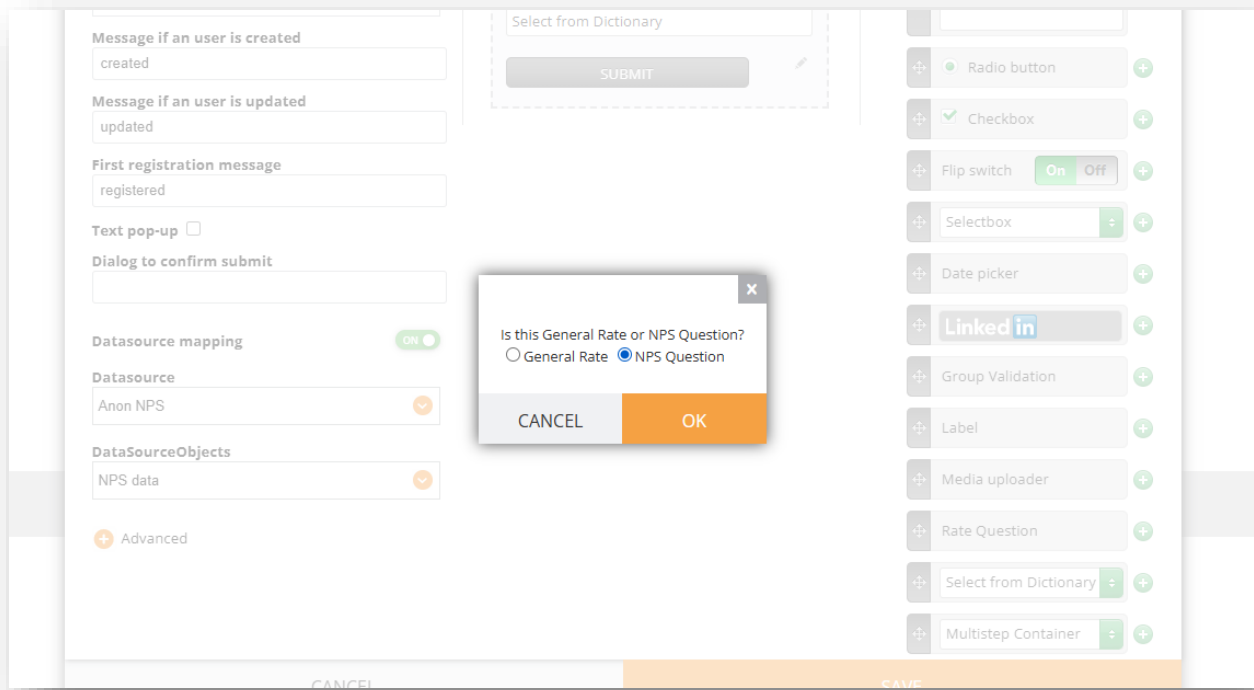 Message if an user is created
created
Message if an user is updated
updated
First registration message
registered
Text pop-up
Dialog to confirm submit
Datasource mapping
ON
Datasource
Anon NPS
DataSourceObjects
NPS data
Advanced
Select from Dictionary
SUBMIT
x
Is this General Rate or NPS Question?
General Rate NPS Question
CANCEL OK
Radio button
Checkbox
Flip switch On Off
Selectbox
Date picker
Linked in
Group Validation
Label
Media uploader
Rate Question
Select from Dictionary
Multistep Container
CANCEL SAVE